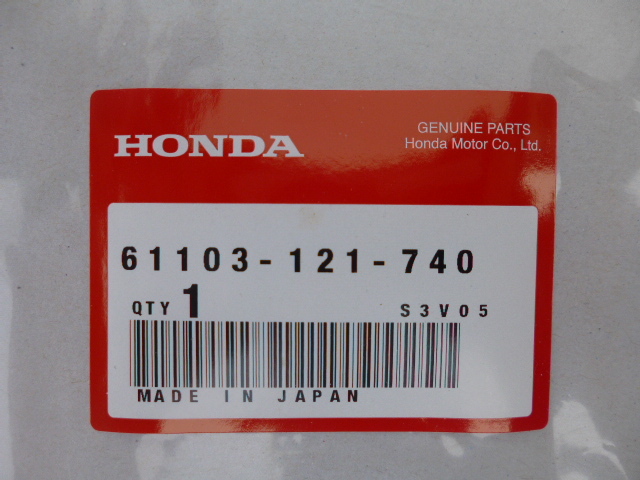 HONDA
GENUINE PARTS
Honda Motor Co., Ltd.
61103-121-740
QTY 1 S3V05
MADE IN JAPAN